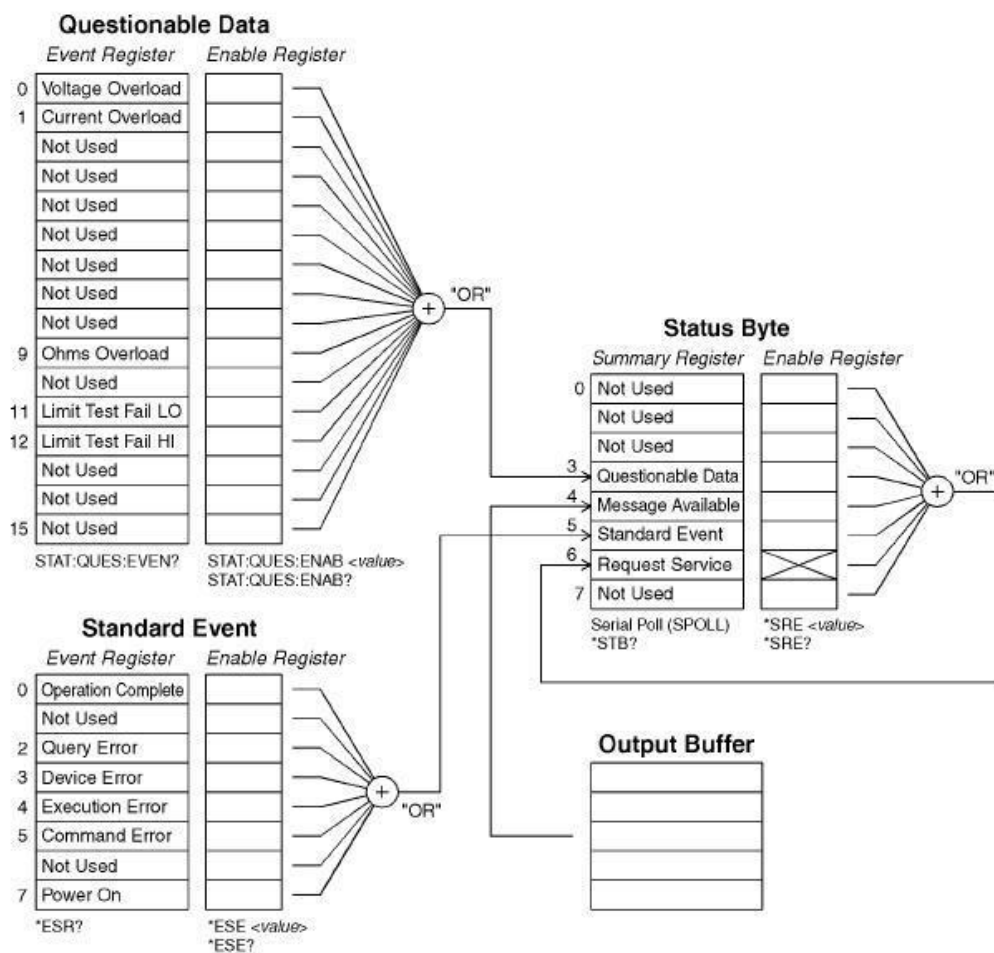 Questionable Data
Event Register Enable Register
0 Voltage Overload
1 Current Overload
Not Used
Not Used
Not Used
Not Used
Not Used
Not Used
Not Used
9 Ohms Overload
Not Used
11 Limit Test Fail LO
12 Limit Test Fail HI
Not Used
Not Used
15 Not Used
STAT:QUES:EVEN? STAT:QUES:ENAB <value>
STAT:QUES:ENAB?
+
"OR"
Status Byte
Summary Register Enable Register
0 Not Used
Not Used
Not Used
3 Questionable Data
4 Message Available
5 Standard Event
6 Request Service
7 Not Used
Serial Poll (SPOLL) *SRE <value>
*STB? *SRE?
+
"OR"
Standard Event
Event Register Enable Register
0 Operation Complete
Not Used
2 Query Error
3 Device Error
4 Execution Error
5 Command Error
Not Used
7 Power On
*ESR? *ESE <value>
*ESE?
+
"OR"
Output Buffer